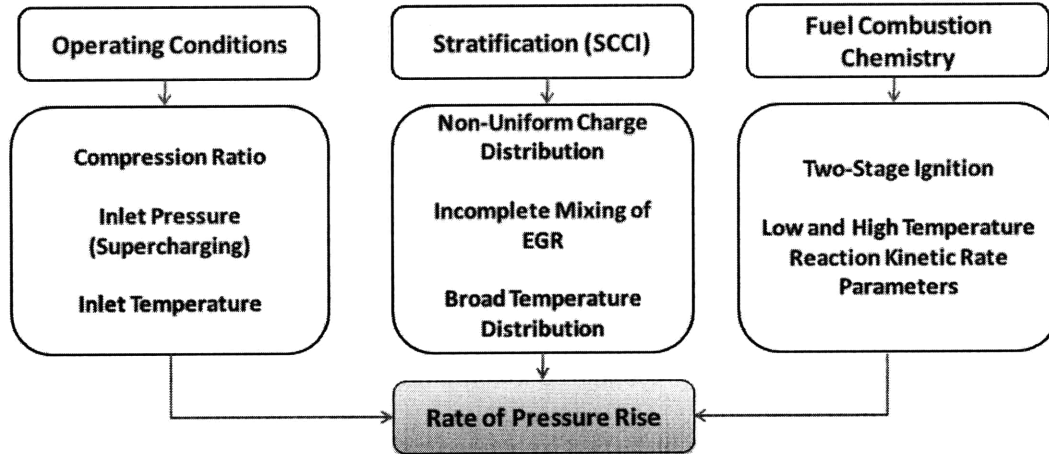 Operating Conditions
Compression Ratio
Inlet Pressure
(Supercharging)
Inlet Temperature
Stratification (SCCI)
Non-Uniform Charge
Distribution
Incomplete Mixing of
EGR
Broad Temperature
Distribution
Fuel Combustion
Chemistry
Two-Stage Ignition
Low and High Temperature
Reaction Kinetic Rate
Parameters
Rate of Pressure Rise